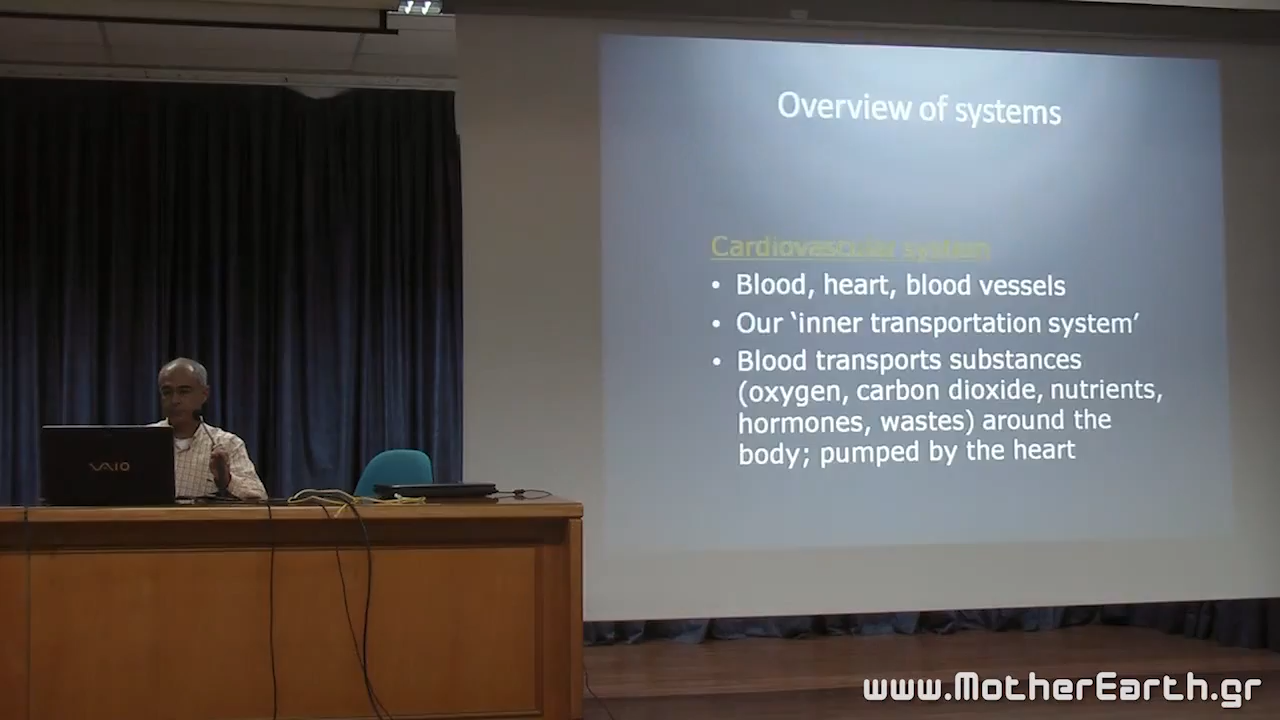 Overview of systems
Cardiovascular system
• Blood, heart, blood vessels
• Our ‘inner transportation system’
• Blood transports substances
(oxygen, carbon dioxide, nutrients,
hormones, wastes) around the
body; pumped by the heart
VAIO
www.MotherEarth.gr